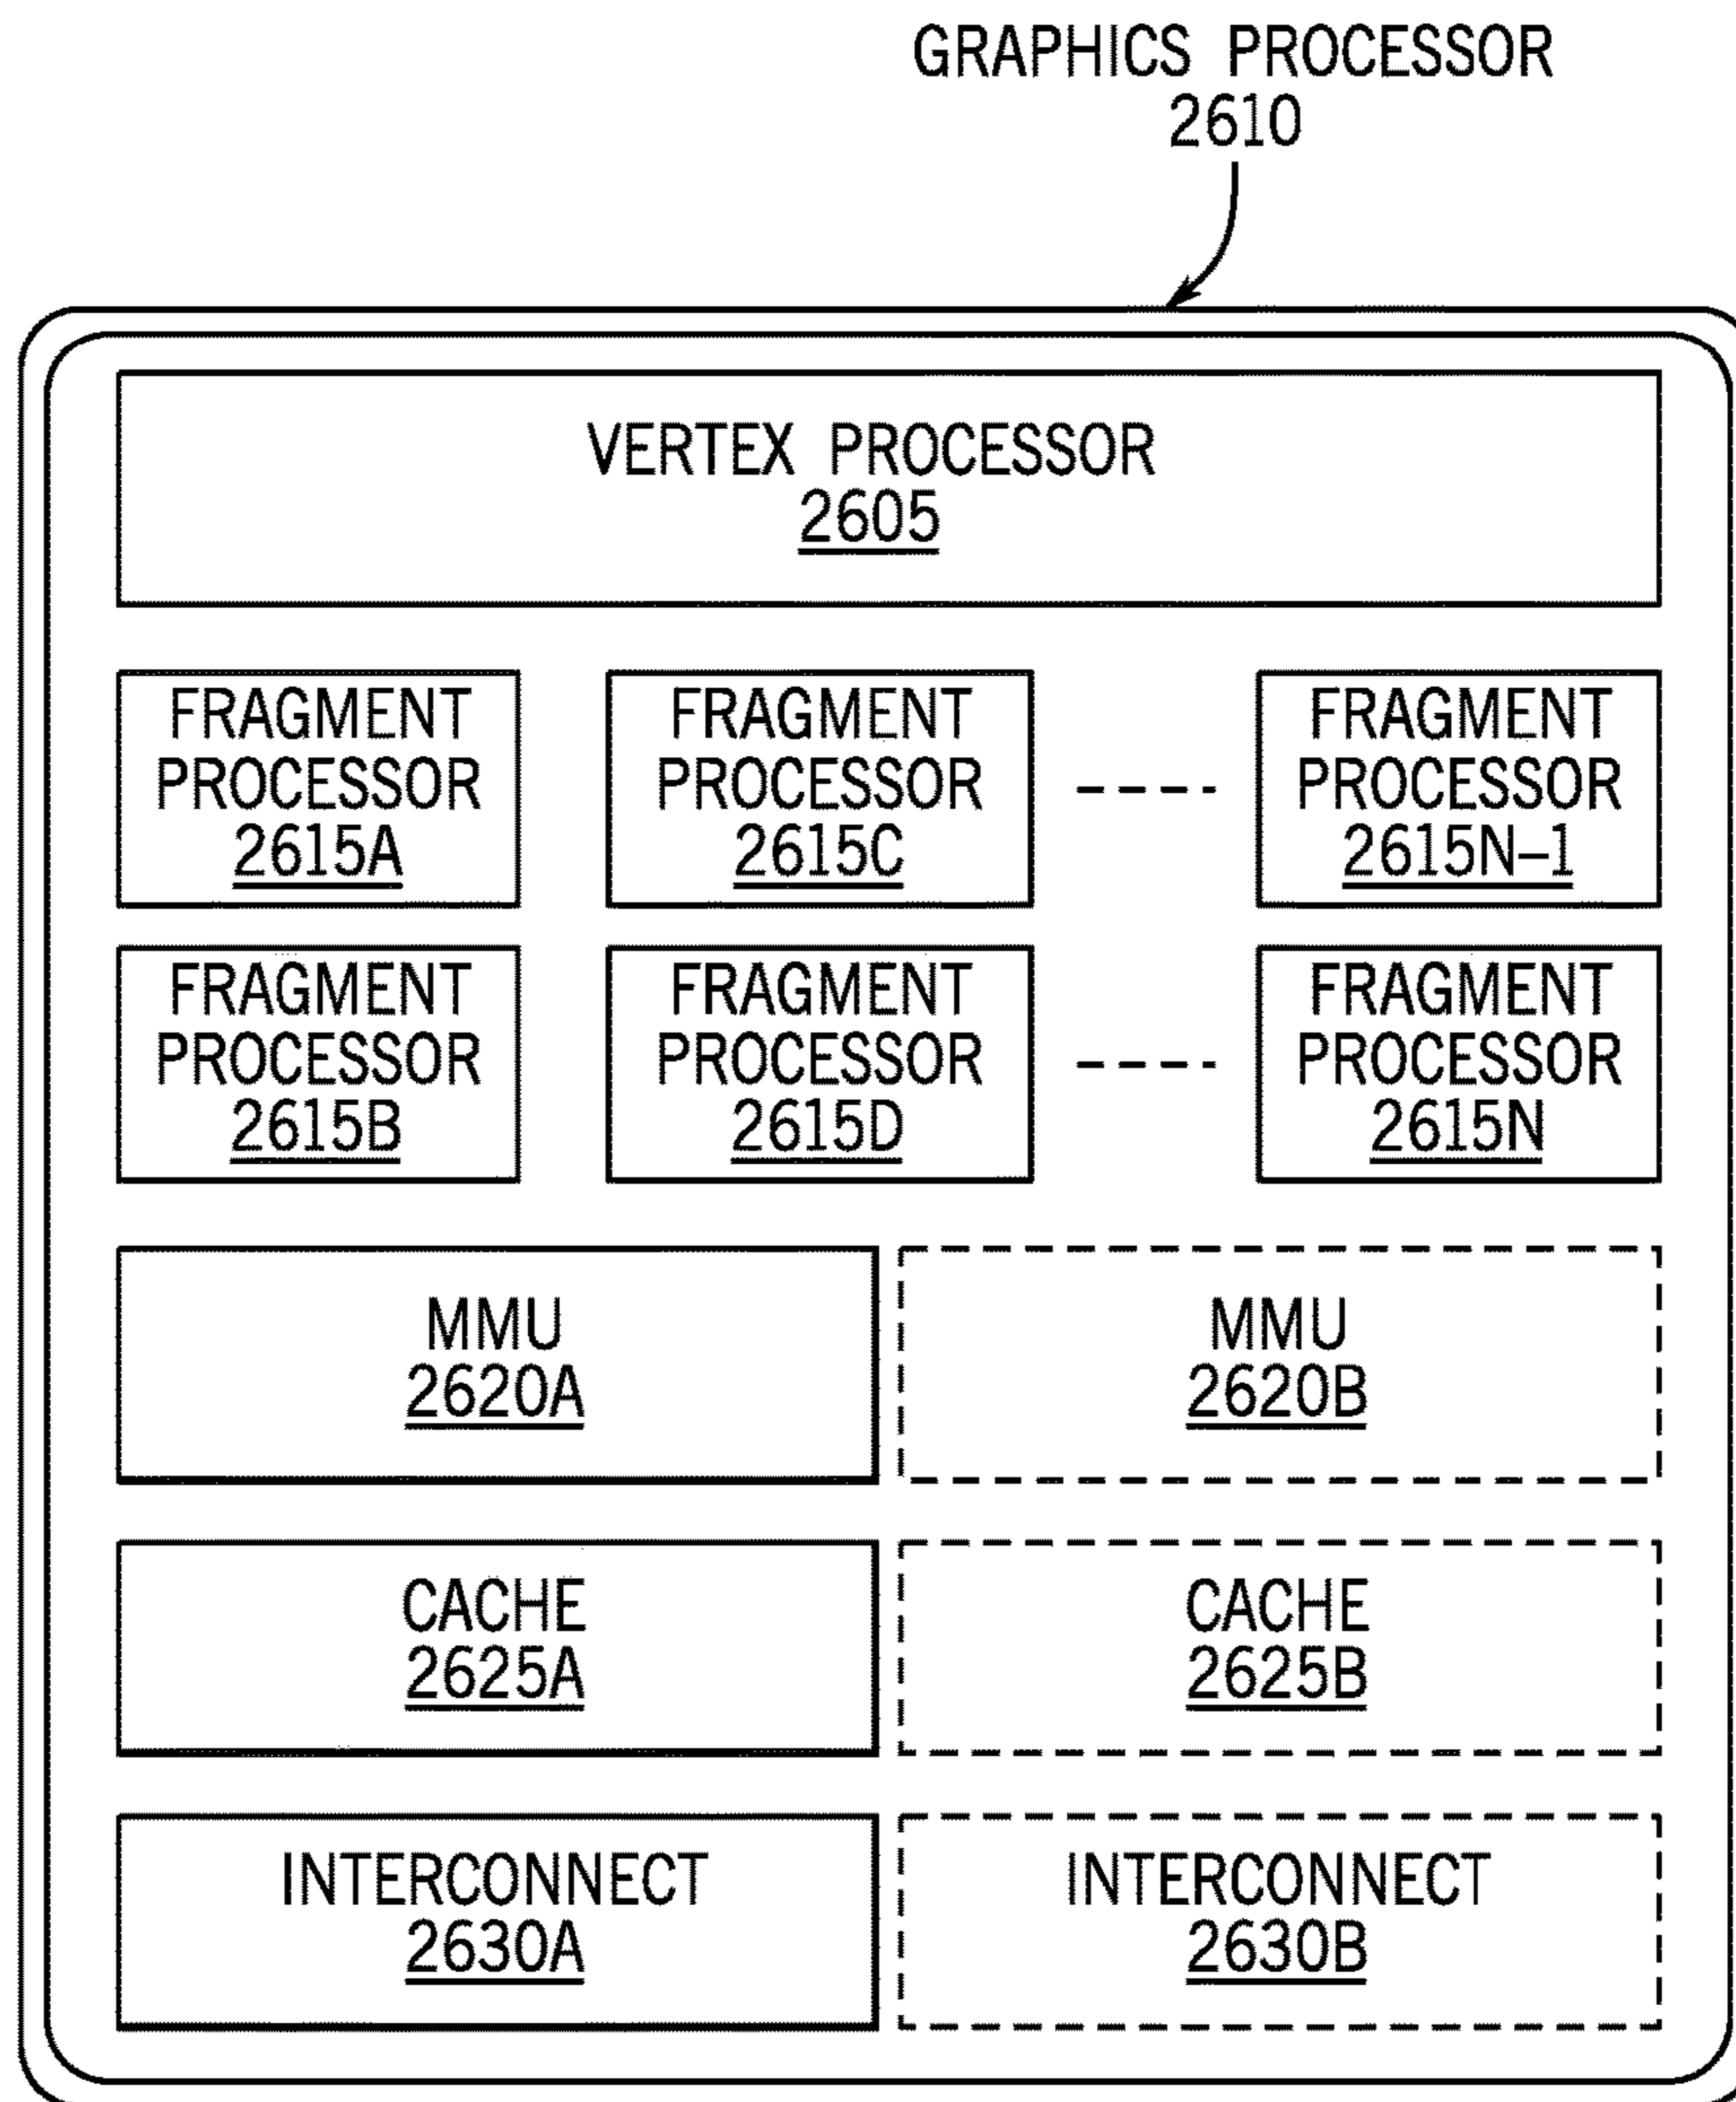 GRAPHICS PROCESSOR
2610
VERTEX PROCESSOR
2605
FRAGMENT
PROCESSOR
2615A
FRAGMENT
PROCESSOR
2615C
FRAGMENT
PROCESSOR
2615N-1
FRAGMENT
PROCESSOR
2615B
FRAGMENT
PROCESSOR
2615D
FRAGMENT
PROCESSOR
2615N
MMU
2620A
MMU
2620B
CACHE
2625A
CACHE
2625B
INTERCONNECT
2630A
INTERCONNECT
2630B